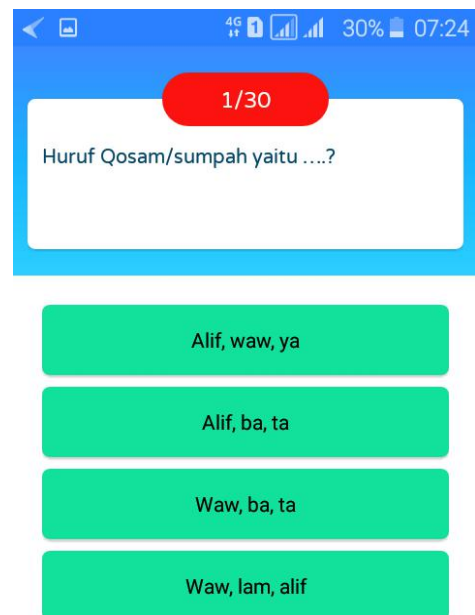 4G 1 30% 07:24
1/30
Huruf Qosam/sumpah yaitu ....?
Alif, waw, ya
Alif, ba, ta
Waw, ba, ta
Waw, lam, alif